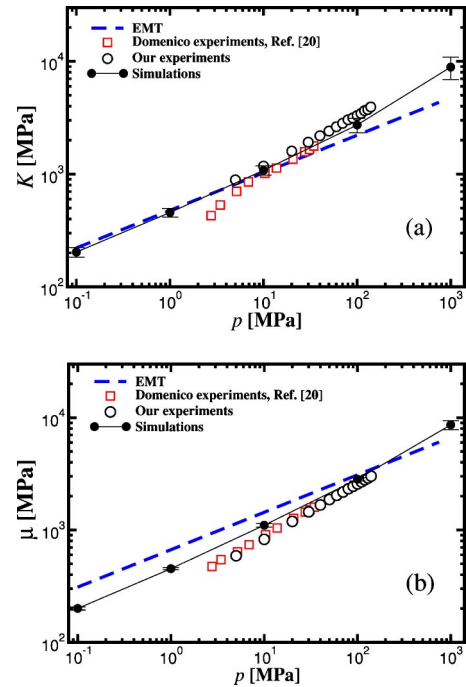 EMT
Domenico experiments, Ref. [20]
Our experiments
Simulations
10⁴
10³
10²
K [MPa]
(a)
10⁻¹ 10⁰ 10¹ 10² 10³
p [MPa]
EMT
Domenico experiments, Ref. [20]
Our experiments
Simulations
10⁴
10³
10²
μ [MPa]
(b)
10⁻¹ 10⁰ 10¹ 10² 10³
p [MPa]